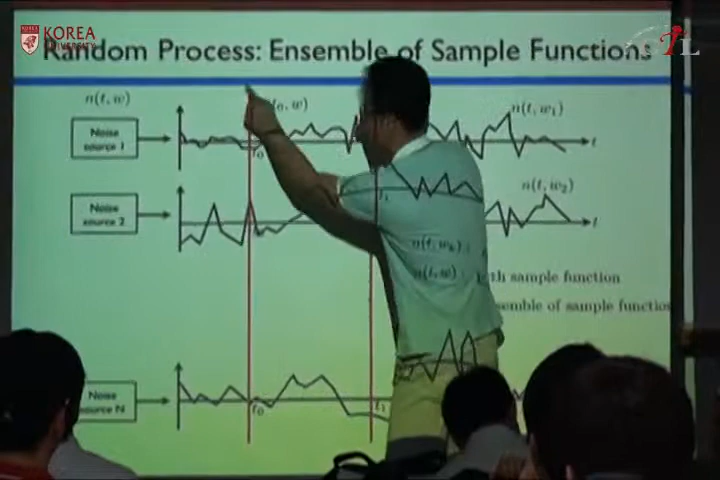 KOREA
UNIVERSITY
Random Process: Ensemble of Sample Functions
n(t, w)
, w)
n(t, w₁)
Noise
source 1
t₀
t
Noise
source 2
t₁
n(t, w₂)
t
n(t, wₖ) :
n(t, w) :
th sample function
semble of sample function
Noise
source N
t₀
t₁